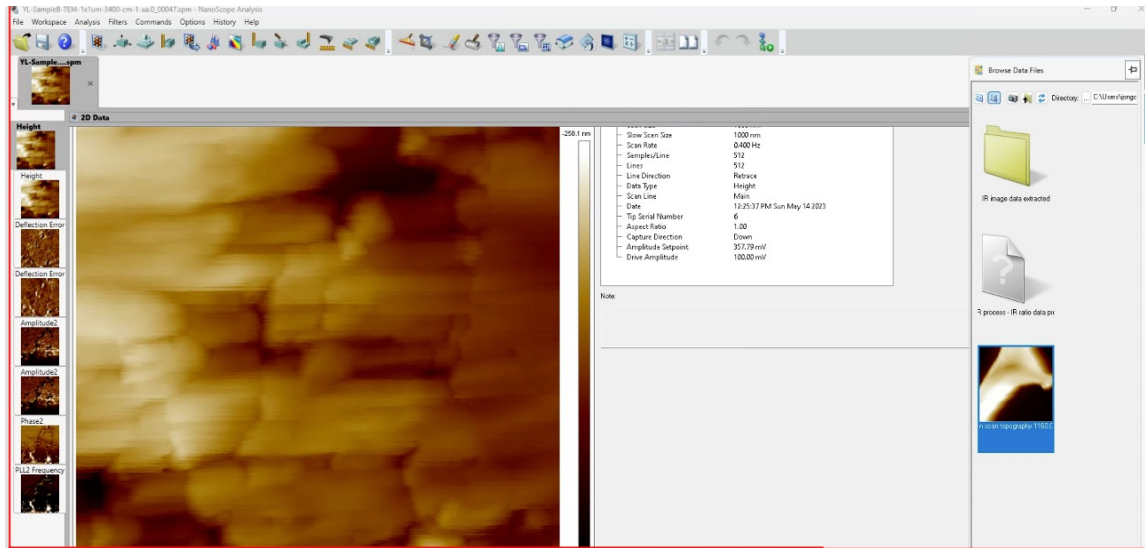 YL-SampleB-TEM-1x1um-3400-cm-1-aa.0_00047.spm - NanoScope Analysis
File Workspace Analysis Filters Commands Options History Help
YL-Sample....spm
Browse Data Files
Directory: ... C:\Users\jongc
2D Data
Height
Height
Deflection Error
Deflection Error
Amplitude2
Amplitude2
Phase2
PLL2 Frequency
-258.1 nm
Slow Scan Size 1000 nm
Scan Rate 0.400 Hz
Samples/Line 512
Lines 512
Line Direction Retrace
Data Type Height
Scan Line Main
Date 12:25:37 PM Sun May 14 2023
Tip Serial Number 6
Aspect Ratio 1.00
Capture Direction Down
Amplitude Setpoint 357.79 mV
Drive Amplitude 100.00 mV
Note:
IR image data extracted
R process - IR ratio data pro
n scan topography 1160.0